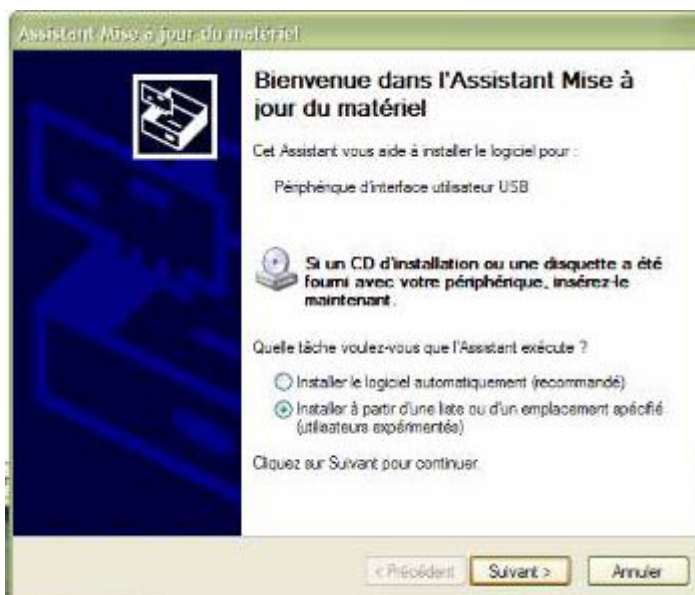 Assistant Mise à jour du matériel
Bienvenue dans l'Assistant Mise à
jour du matériel
Cet Assistant vous aide à installer le logiciel pour :
Périphérique d'interface utilisateur USB
Si un CD d'installation ou une disquette a été
fourni avec votre périphérique, insérez-le
maintenant.
Quelle tâche voulez-vous que l'Assistant exécute ?
Installer le logiciel automatiquement (recommandé)
Installer à partir d'une liste ou d'un emplacement spécifié
(utilisateurs expérimentés)
Cliquez sur Suivant pour continuer.
< Précédent
Suivant >
Annuler